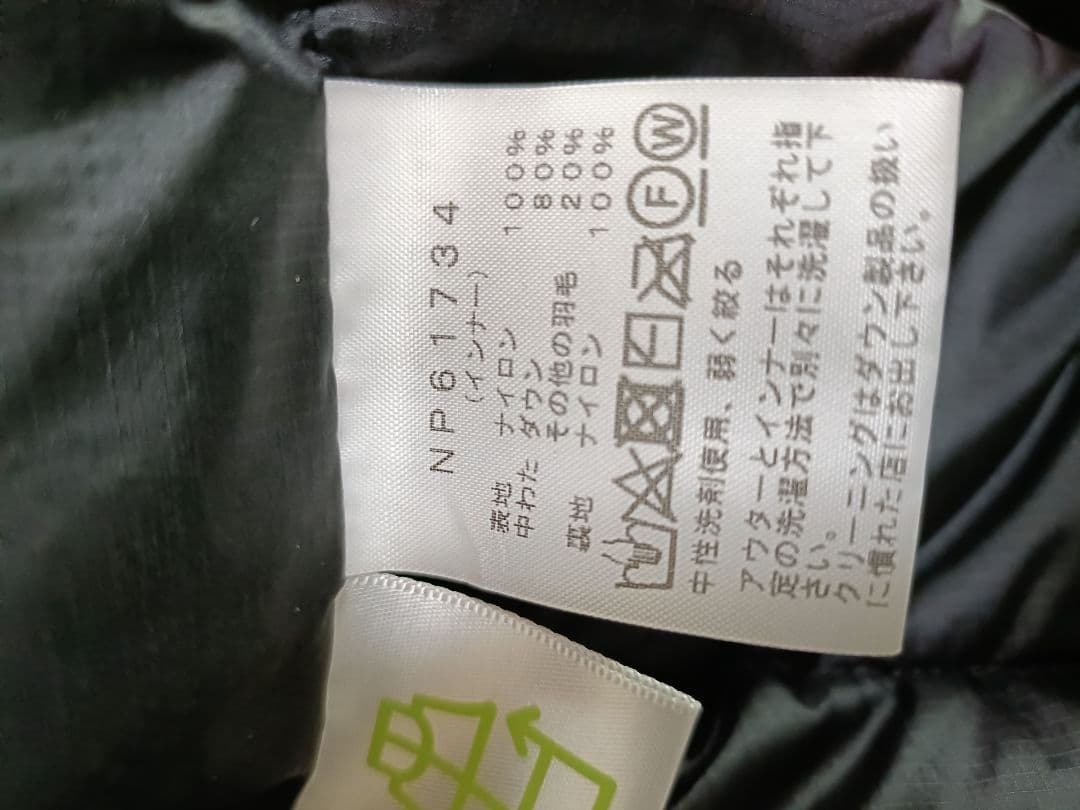 NP61734
(インナー)
表地 ナイロン 100%
中わた ダウン 80%
その他の羽毛 20%
裏地 ナイロン 100%
F W
中性洗剤使用、弱く絞る
アウターとインナーはそれぞれ指
定の洗濯方法で別々に洗濯して下
さい。
クリーニングはダウン製品の扱い
に慣れた店にお出し下さい。